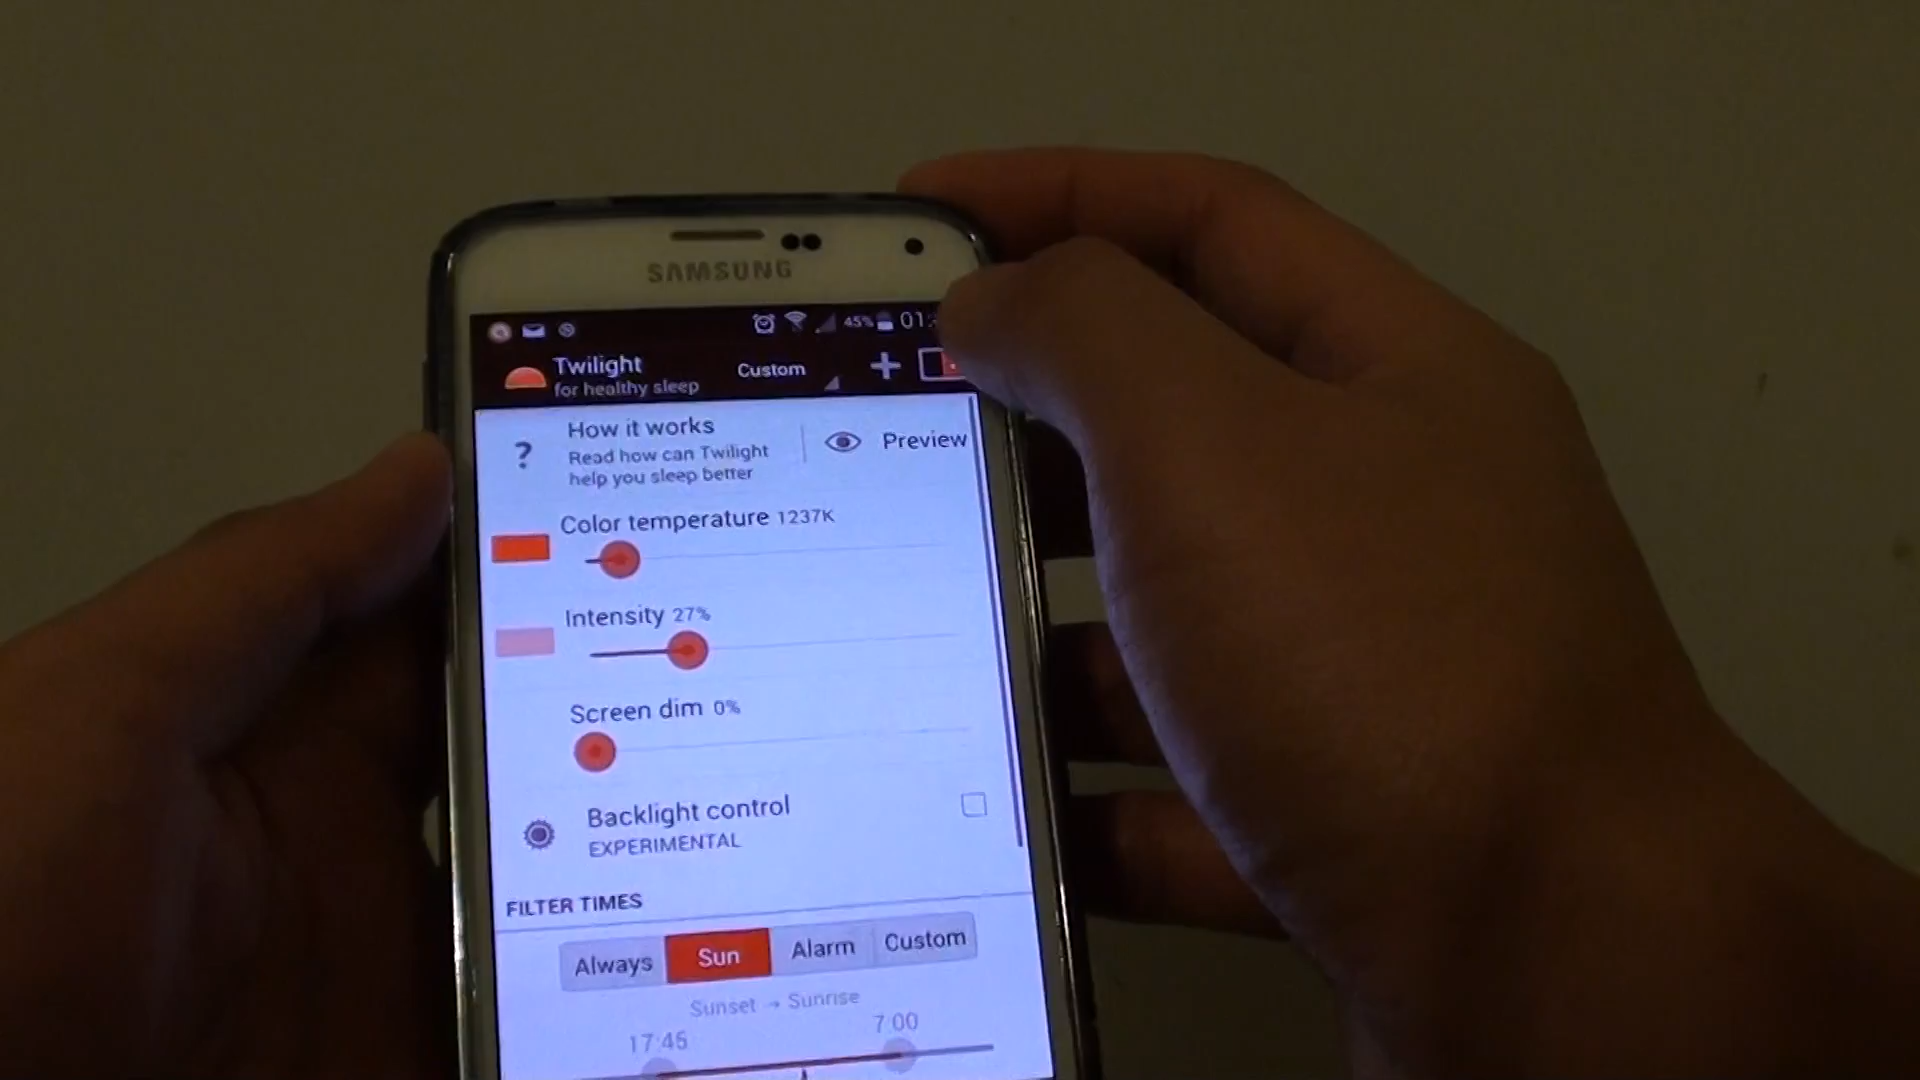 SAMSUNG
45% 01:
Twilight
for healthy sleep
Custom
?
How it works
Read how can Twilight
help you sleep better
Preview
Color temperature 1237K
Intensity 27%
Screen dim 0%
Backlight control
EXPERIMENTAL
FILTER TIMES
Always Sun Alarm Custom
Sunset → Sunrise
17:45 7:00